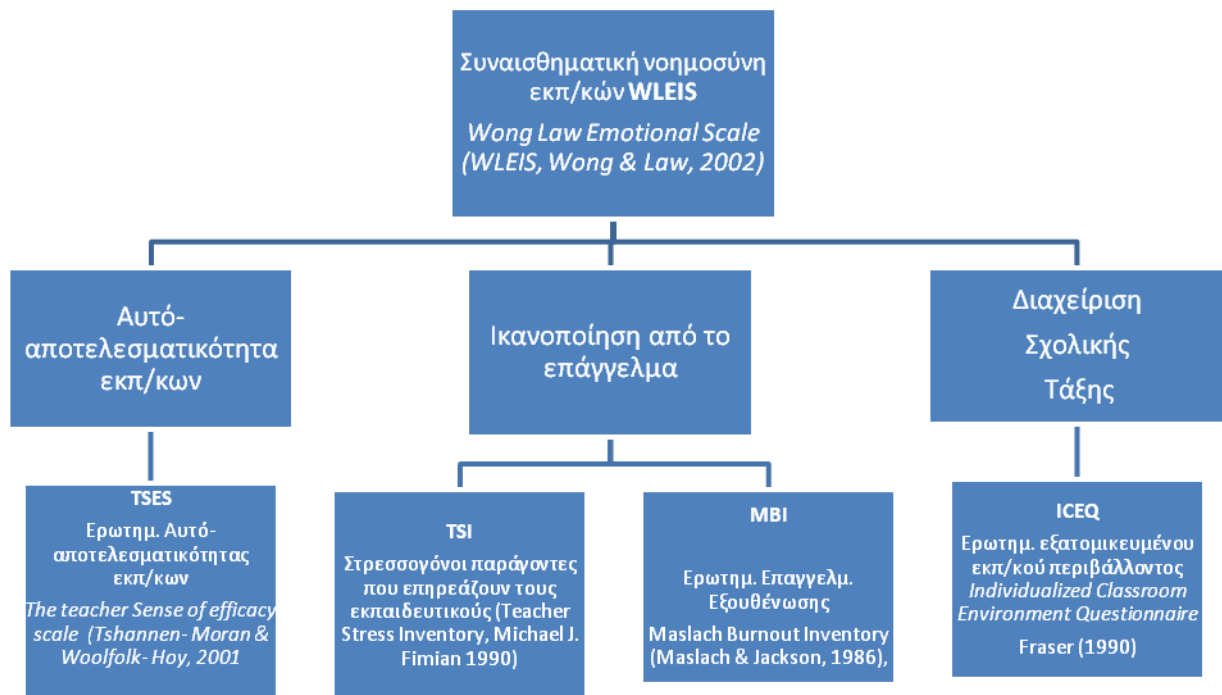 Συναισθηματική νοημοσύνη
εκπ/κών WLEIS
Wong Law Emotional Scale
(WLEIS, Wong & Law, 2002)
Αυτό-
αποτελεσματικότητα
εκπ/κων
Ικανοποίηση από το
επάγγελμα
Διαχείριση
Σχολικής
Τάξης
TSES
Ερωτημ. Αυτό-
αποτελεσματικότητας
εκπ/κων
The teacher Sense of efficacy
scale (Tshannen- Moran &
Woolfolk- Hoy, 2001
TSI
Στρεσσογόνοι παράγοντες
που επηρεάζουν τους
εκπαιδευτικούς (Teacher
Stress Inventory, Michael J.
Fimian 1990)
MBI
Ερωτημ. Επαγγελμ.
Εξουθένωσης
Maslach Burnout Inventory
(Maslach & Jackson, 1986),
ICEQ
Ερωτημ. εξατομικευμένου
εκπ/κού περιβάλλοντος
Individualized Classroom
Environment Questionnaire
Fraser (1990)